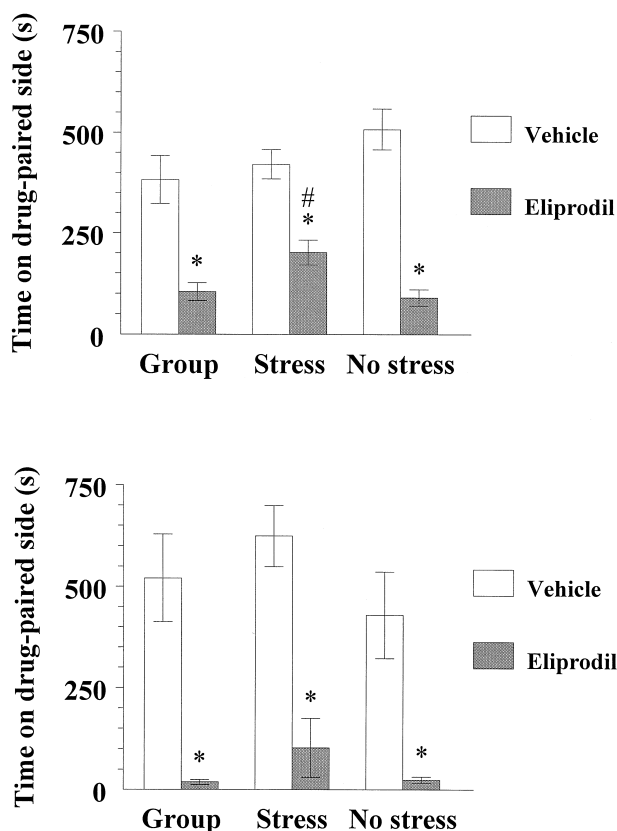 Time on drug-paired side (s)
750
500
250
0
*
#
*
*
Group Stress No stress
Vehicle
Eliprodil
Time on drug-paired side (s)
750
500
250
0
*
*
*
Group Stress No stress
Vehicle
Eliprodil